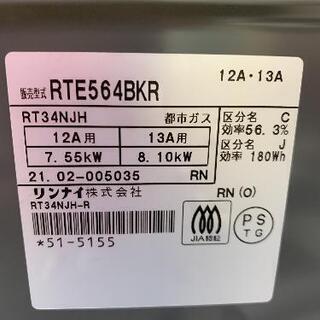 販売型式 RTE564BKR
12A・13A
RT34NJH 都市ガス
12A用 13A用
7.55kW 8.10kW
区分名 C
効率56.3%
区分名 J
効率 180Wh
21.02-005035 RN
リンナイ株式会社
RN (O)
RT34NJH-R
*51-5155
JIA認証
PS
TG